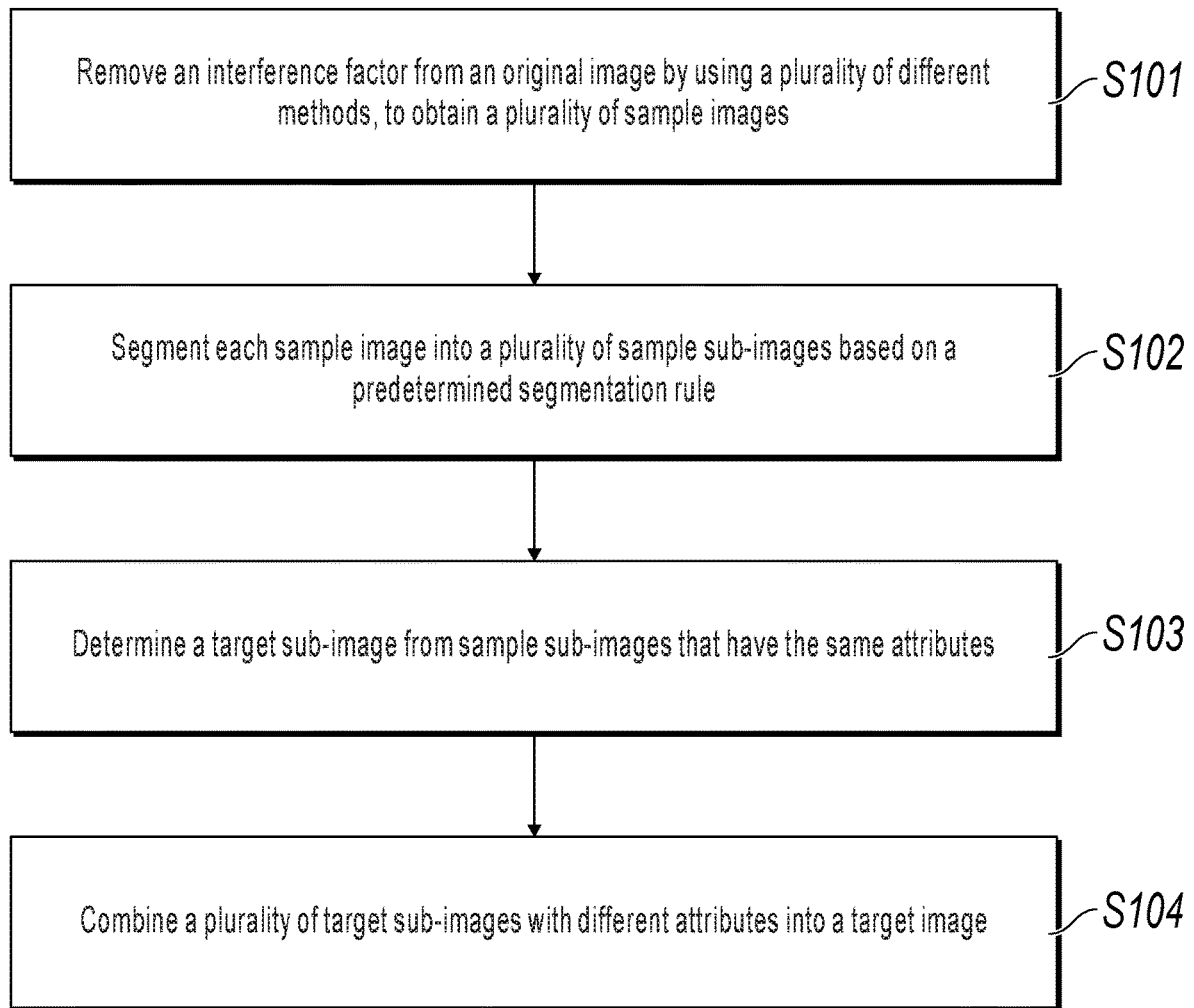 Remove an interference factor from an original image by using a plurality of different
methods, to obtain a plurality of sample images
S101
Segment each sample image into a plurality of sample sub-images based on a
predetermined segmentation rule
S102
Determine a target sub-image from sample sub-images that have the same attributes
S103
Combine a plurality of target sub-images with different attributes into a target image
S104